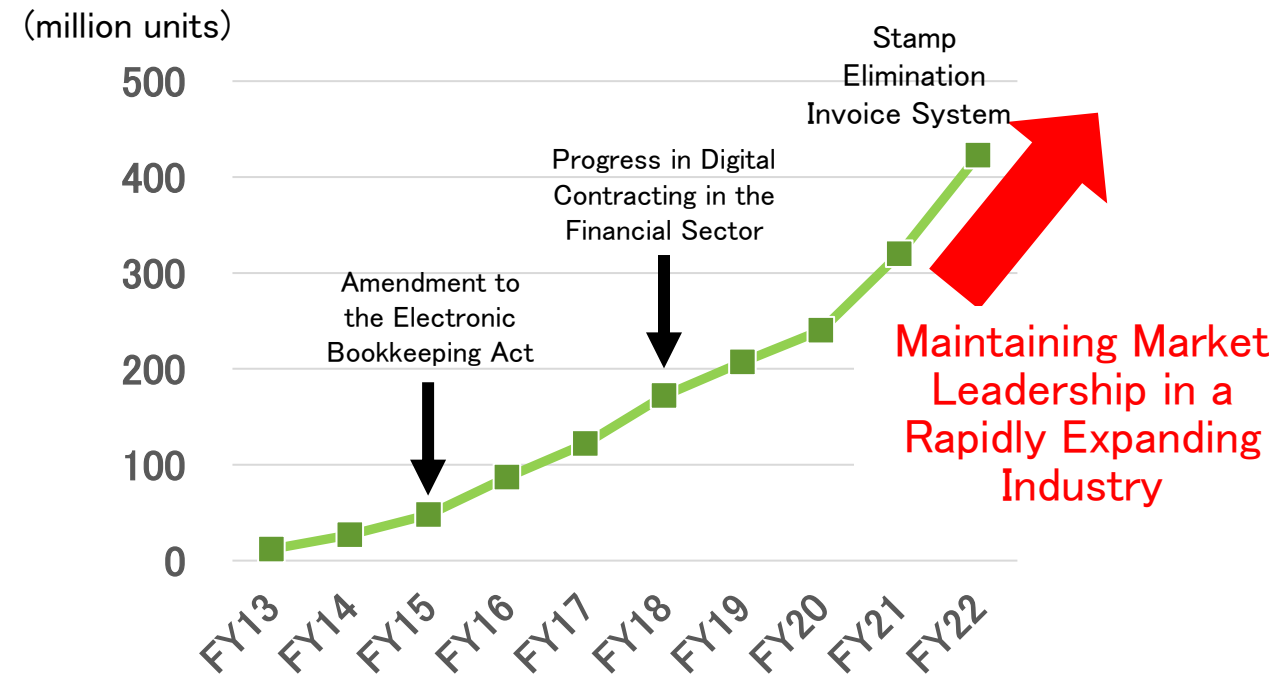 (million units)
500
400
300
200
100
0
Amendment to
the Electronic
Bookkeeping Act
Progress in Digital
Contracting in the
Financial Sector
Stamp
Elimination
Invoice System
Maintaining Market
Leadership in a
Rapidly Expanding
Industry
FY13
FY14
FY15
FY16
FY17
FY18
FY19
FY20
FY21
FY22